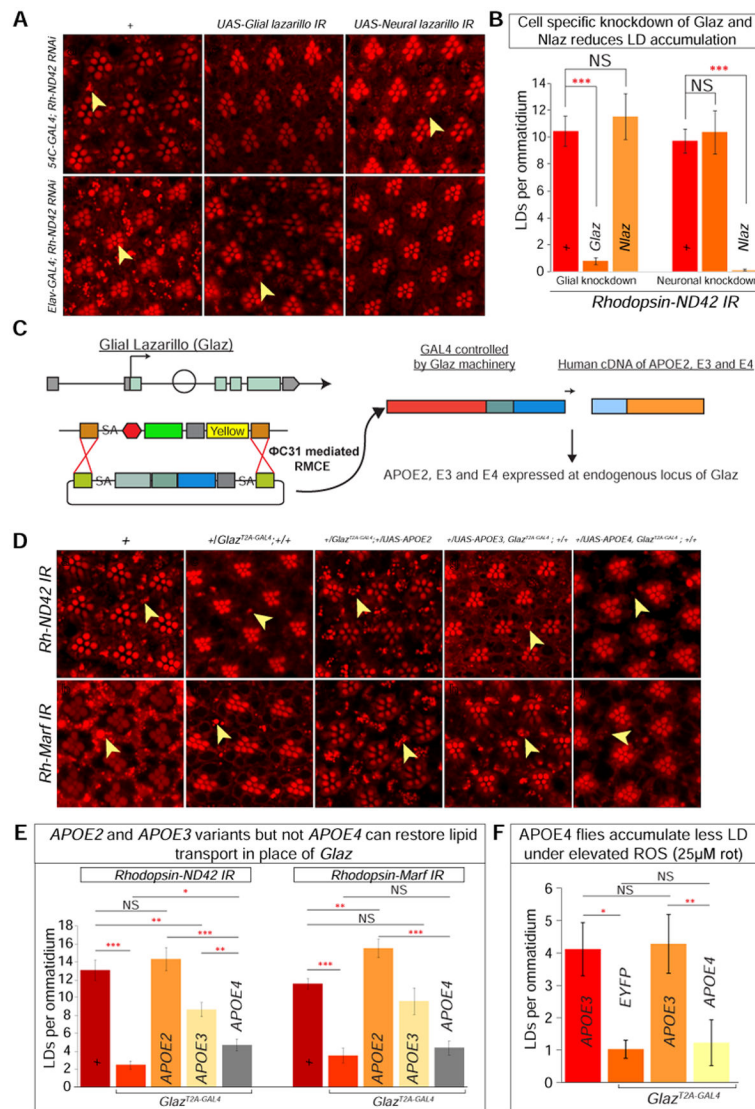 A
+
UAS-Glial lazarillo IR
UAS-Neural lazarillo IR
54C-GAL4; Rh-ND42 RNAi
Elav-GAL4; Rh-ND42 RNAi
B
Cell specific knockdown of Glaz and
Nlaz reduces LD accumulation
NS
***
***
NS
LDs per ommatidium
14
12
10
8
6
4
2
0
+
Glaz
Nlaz
+
Nlaz
Glial knockdown
Neuronal knockdown
Rhodopsin-ND42 IR
C
Glial Lazarillo (Glaz)
SA
Yellow
SA
SA
ΦC31 mediated
RMCE
GAL4 controlled
by Glaz machinery
Human cDNA of APOE2, E3 and E4
APOE2, E3 and E4 expressed at endogenous locus of Glaz
D
+
+/Glaz^T2A-GAL4;+/+
+/Glaz^T2A-GAL4;+/UAS-APOE2
+/UAS-APOE3, Glaz^T2A-GAL4; +/+
+/UAS-APOE4, Glaz^T2A-GAL4; +/+
Rh-ND42 IR
Rh-Marf IR
E
APOE2 and APOE3 variants but not APOE4 can restore lipid
transport in place of Glaz
Rhodopsin-ND42 IR
Rhodopsin-Marf IR
*
NS
**
***
***
**
NS
**
NS
***
***
LDs per ommatidium
18
16
14
12
10
8
6
4
2
0
+
APOE2
APOE3
APOE4
+
APOE2
APOE3
APOE4
Glaz^T2A-GAL4
Glaz^T2A-GAL4
F
APOE4 flies accumulate less LD
under elevated ROS (25µM rot)
NS
NS
*
**
LDs per ommatidium
6
5
4
3
2
1
0
APOE3
EYFP
APOE3
APOE4
Glaz^T2A-GAL4